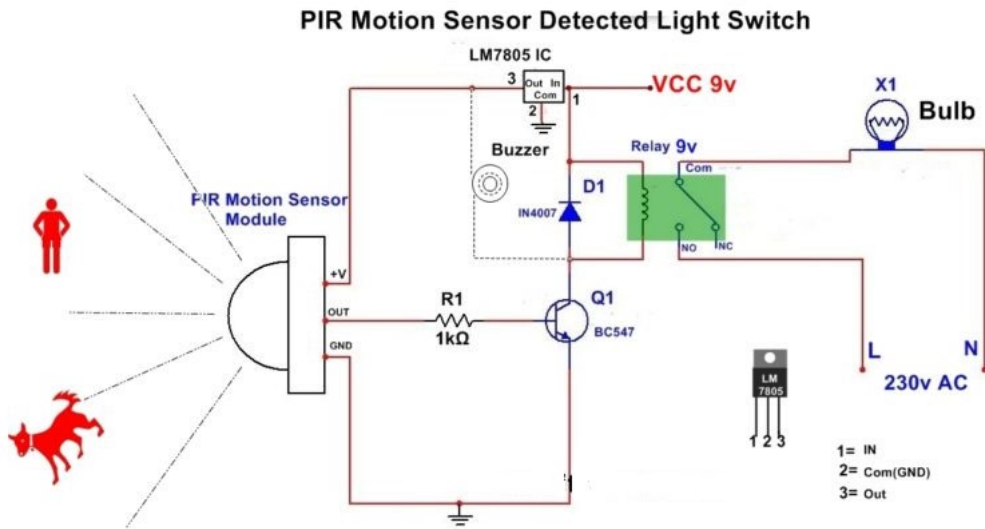 PIR Motion Sensor Detected Light Switch
LM7805 IC
3
Out In
Com
1
2
VCC 9v
X1
Bulb
Buzzer
Relay 9v
Com
D1
IN4007
NO
NC
PIR Motion Sensor
Module
+V
OUT
GND
R1
1kΩ
Q1
BC547
L
N
230v AC
LM
7805
1 2 3
1= IN
2= Com(GND)
3= Out